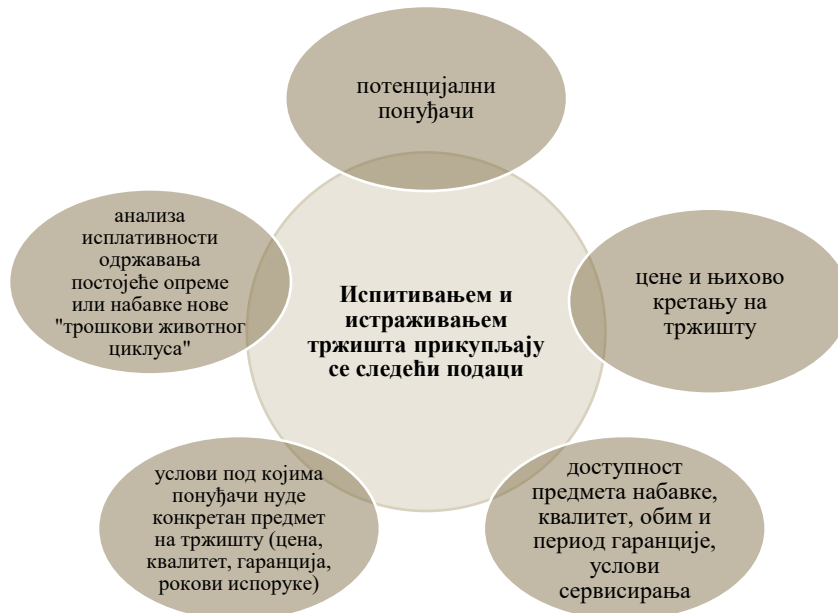 потенцијални
понуђачи
цене и њихово
кретању на
тржишту
доступност
предмета набавке,
квалитет, обим и
период гаранције,
услови
сервисирања
услови под којима
понуђачи нуде
конкретан предмет
на тржишту (цена,
квалитет, гаранција,
рокови испоруке)
анализа
исплативности
одржавања
постојеће опреме
или набавке нове
"трошкови животног
циклуса"
Испитивањем и
истраживањем
тржишта прикупљају
се следећи подаци